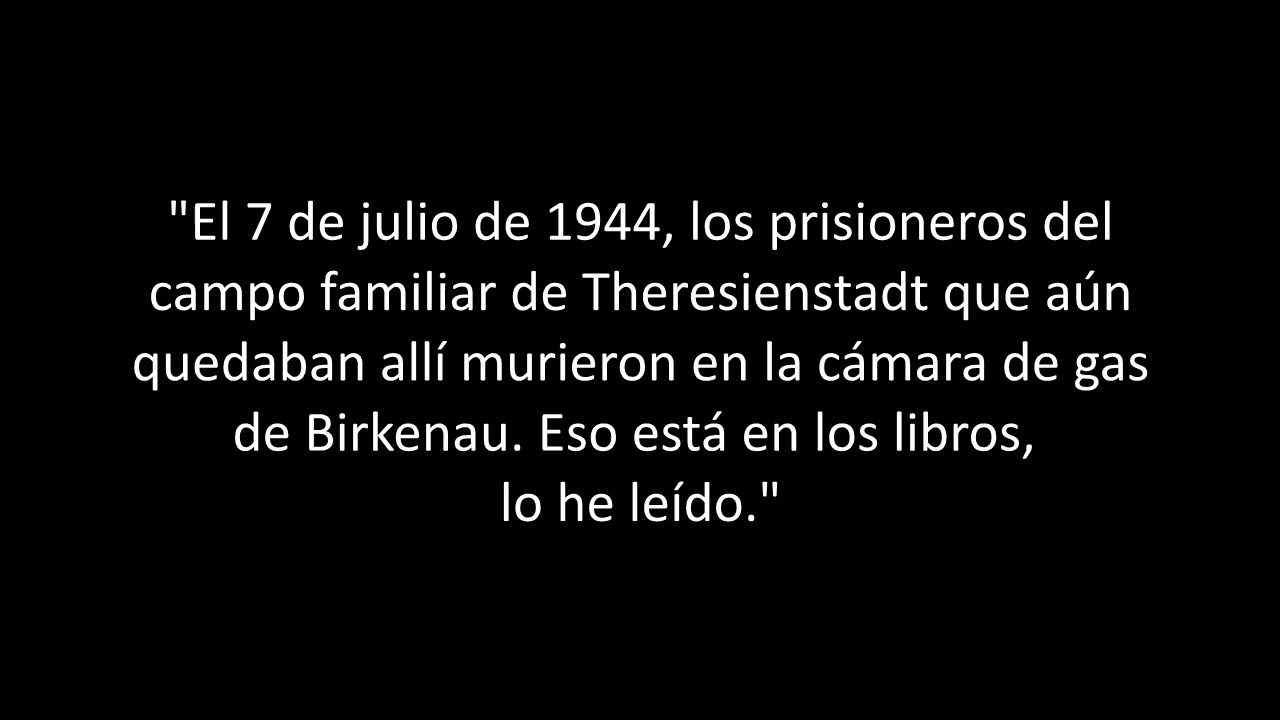 "El 7 de julio de 1944, los prisioneros del
campo familiar de Theresienstadt que aún
quedaban allí murieron en la cámara de gas
de Birkenau. Eso está en los libros,
lo he leído."